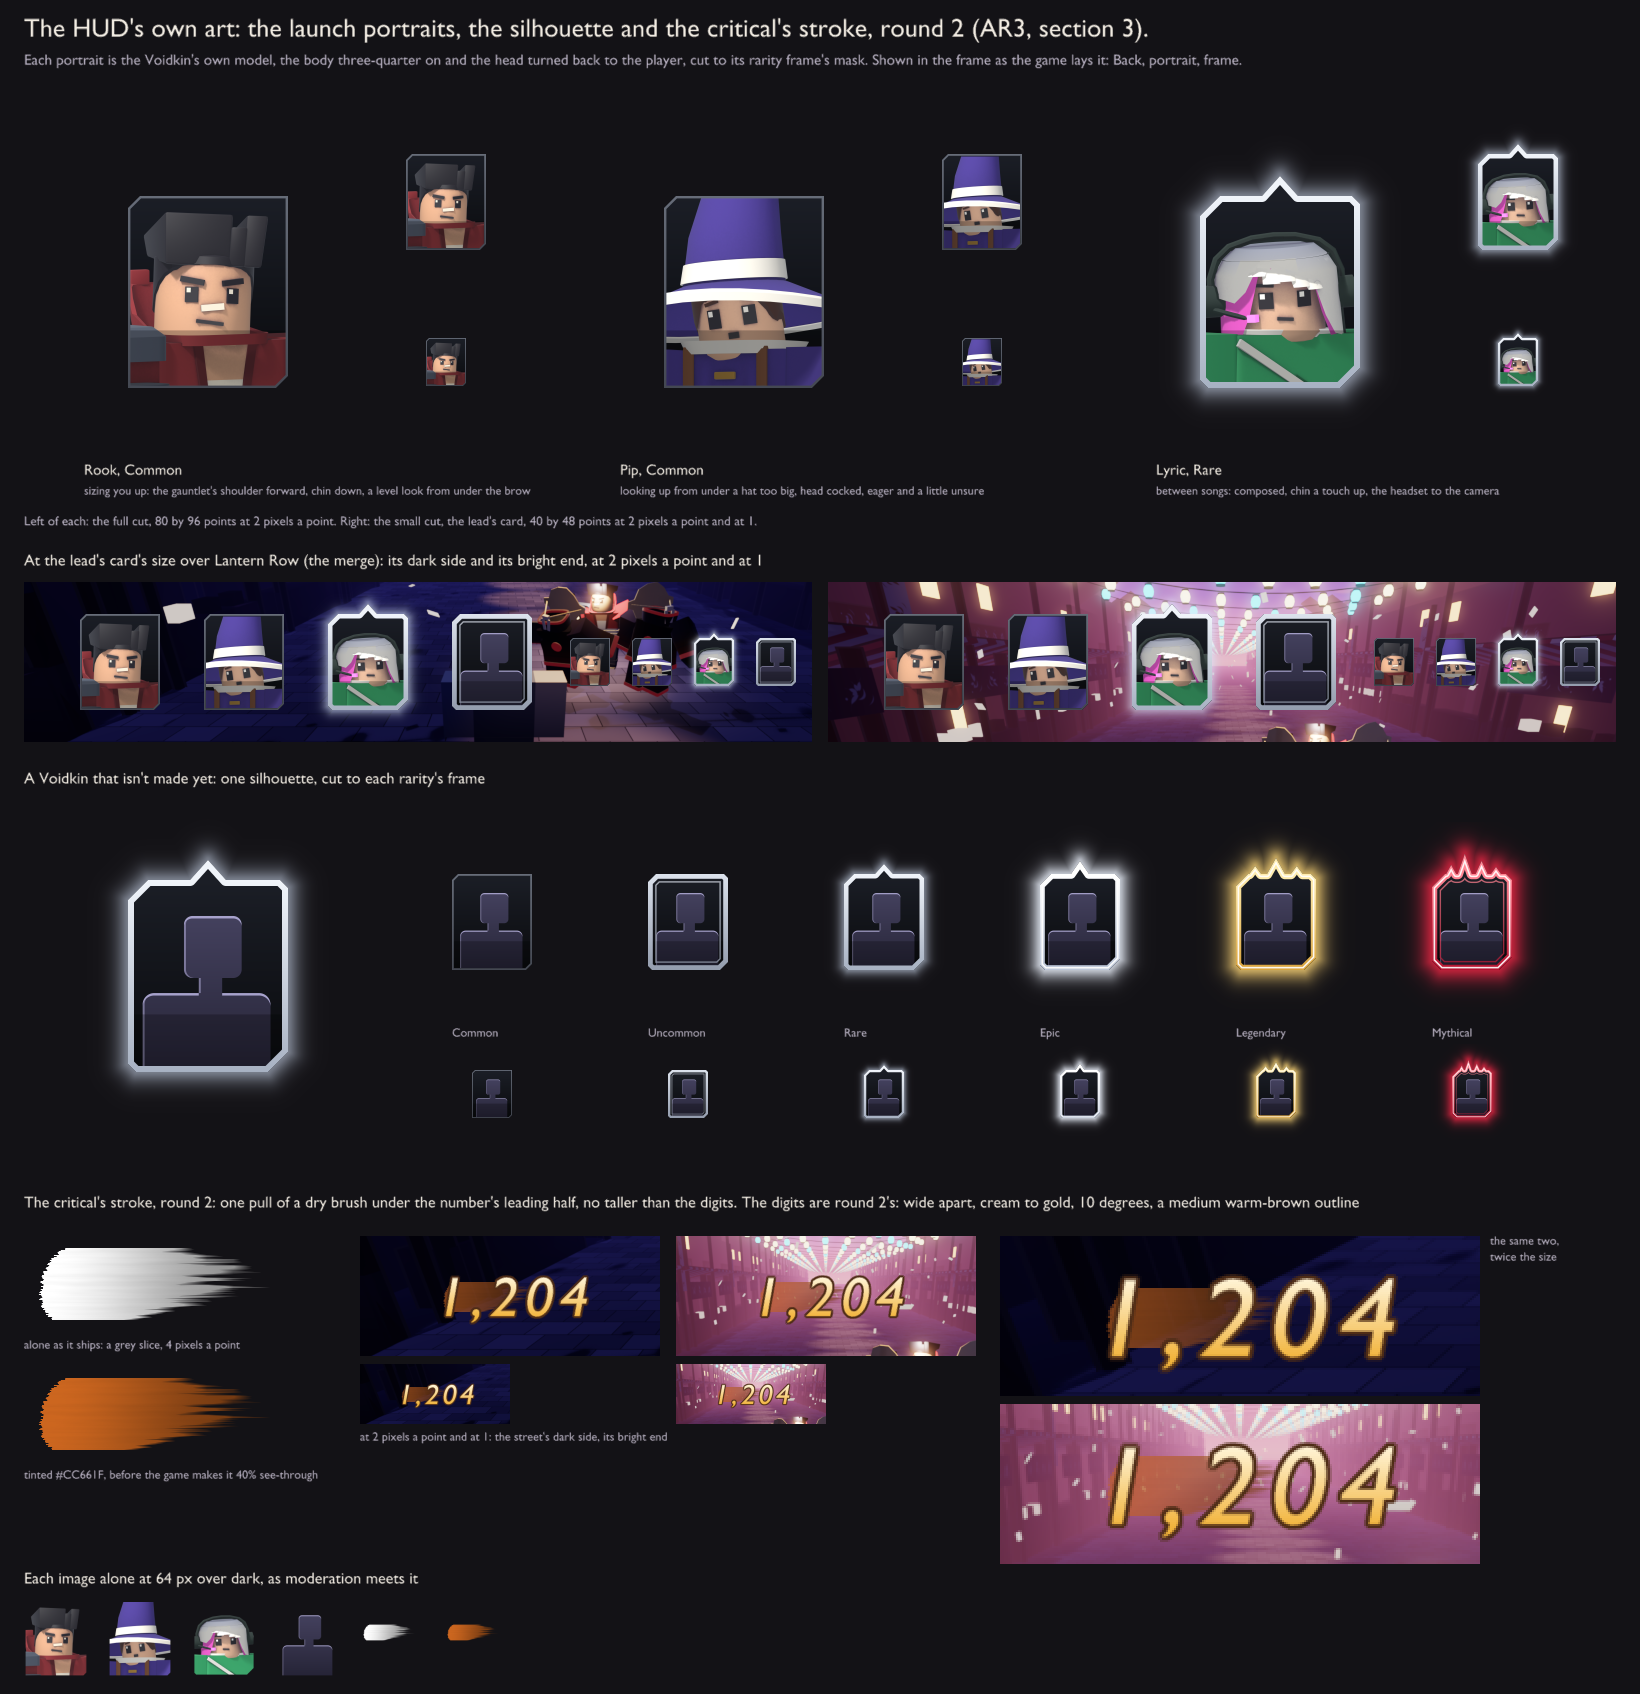 The HUD's own art: the launch portraits, the silhouette and the critical's stroke, round 2 (AR3, section 3).
Each portrait is the Voidkin's own model, the body three-quarter on and the head turned back to the player, cut to its rarity frame's mask. Shown in the frame as the game lays it: Back, portrait, frame.
Rook, Common
sizing you up: the gauntlet's shoulder forward, chin down, a level look from under the brow
Pip, Common
looking up from under a hat too big, head cocked, eager and a little unsure
Lyric, Rare
between songs: composed, chin a touch up, the headset to the camera
Left of each: the full cut, 80 by 96 points at 2 pixels a point. Right: the small cut, the lead's card, 40 by 48 points at 2 pixels a point and at 1.
At the lead's card's size over Lantern Row (the merge): its dark side and its bright end, at 2 pixels a point and at 1
A Voidkin that isn't made yet: one silhouette, cut to each rarity's frame
Common
Uncommon
Rare
Epic
Legendary
Mythical
The critical's stroke, round 2: one pull of a dry brush under the number's leading half, no taller than the digits. The digits are round 2's: wide apart, cream to gold, 10 degrees, a medium warm-brown outline
the same two,
twice the size
1,204
1,204
1,204
alone as it ships: a grey slice, 4 pixels a point
1,204
1,204
at 2 pixels a point and at 1: the street's dark side, its bright end
tinted #CC661F, before the game makes it 40% see-through
1,204
Each image alone at 64 px over dark, as moderation meets it